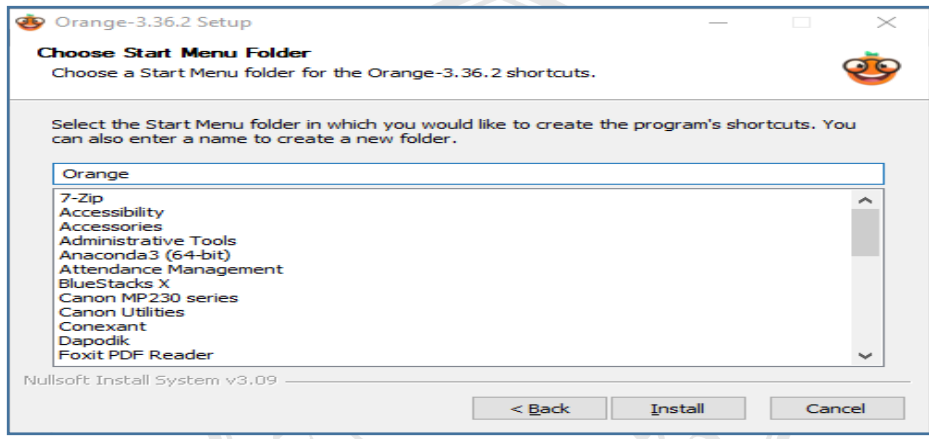 Orange-3.36.2 Setup
Choose Start Menu Folder
Choose a Start Menu folder for the Orange-3.36.2 shortcuts.
Select the Start Menu folder in which you would like to create the program's shortcuts. You
can also enter a name to create a new folder.
Orange
7-Zip
Accessibility
Accessories
Administrative Tools
Anaconda3 (64-bit)
Attendance Management
BlueStacks X
Canon MP230 series
Canon Utilities
Conexant
Dapodik
Foxit PDF Reader
Nullsoft Install System v3.09
< Back
Install
Cancel